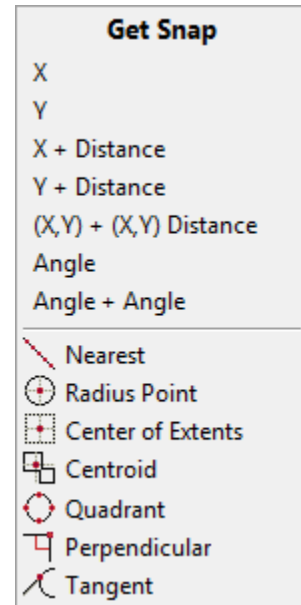 Get Snap
X
Y
X + Distance
Y + Distance
(X,Y) + (X,Y) Distance
Angle
Angle + Angle
Nearest
Radius Point
Center of Extents
Centroid
Quadrant
Perpendicular
Tangent